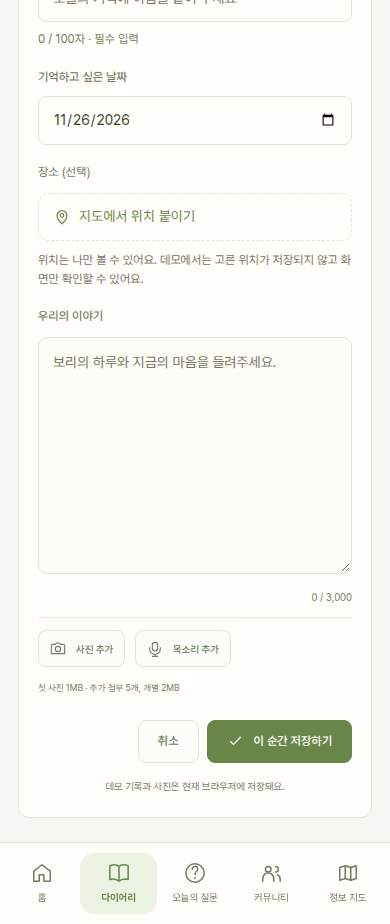 0 / 100자 · 필수 입력
기억하고 싶은 날짜
11/26/2026
장소 (선택)
지도에서 위치 붙이기
위치는 나만 볼 수 있어요. 데모에서는 고른 위치가 저장되지 않고 화
면만 확인할 수 있어요.
우리의 이야기
보리의 하루와 지금의 마음을 들려주세요.
0 / 3,000
사진 추가
목소리 추가
첫 사진 1MB · 추가 첨부 5개, 개별 2MB
취소
이 순간 저장하기
데모 기록과 사진은 현재 브라우저에 저장돼요.
홈
다이어리
오늘의 질문
커뮤니티
정보 지도